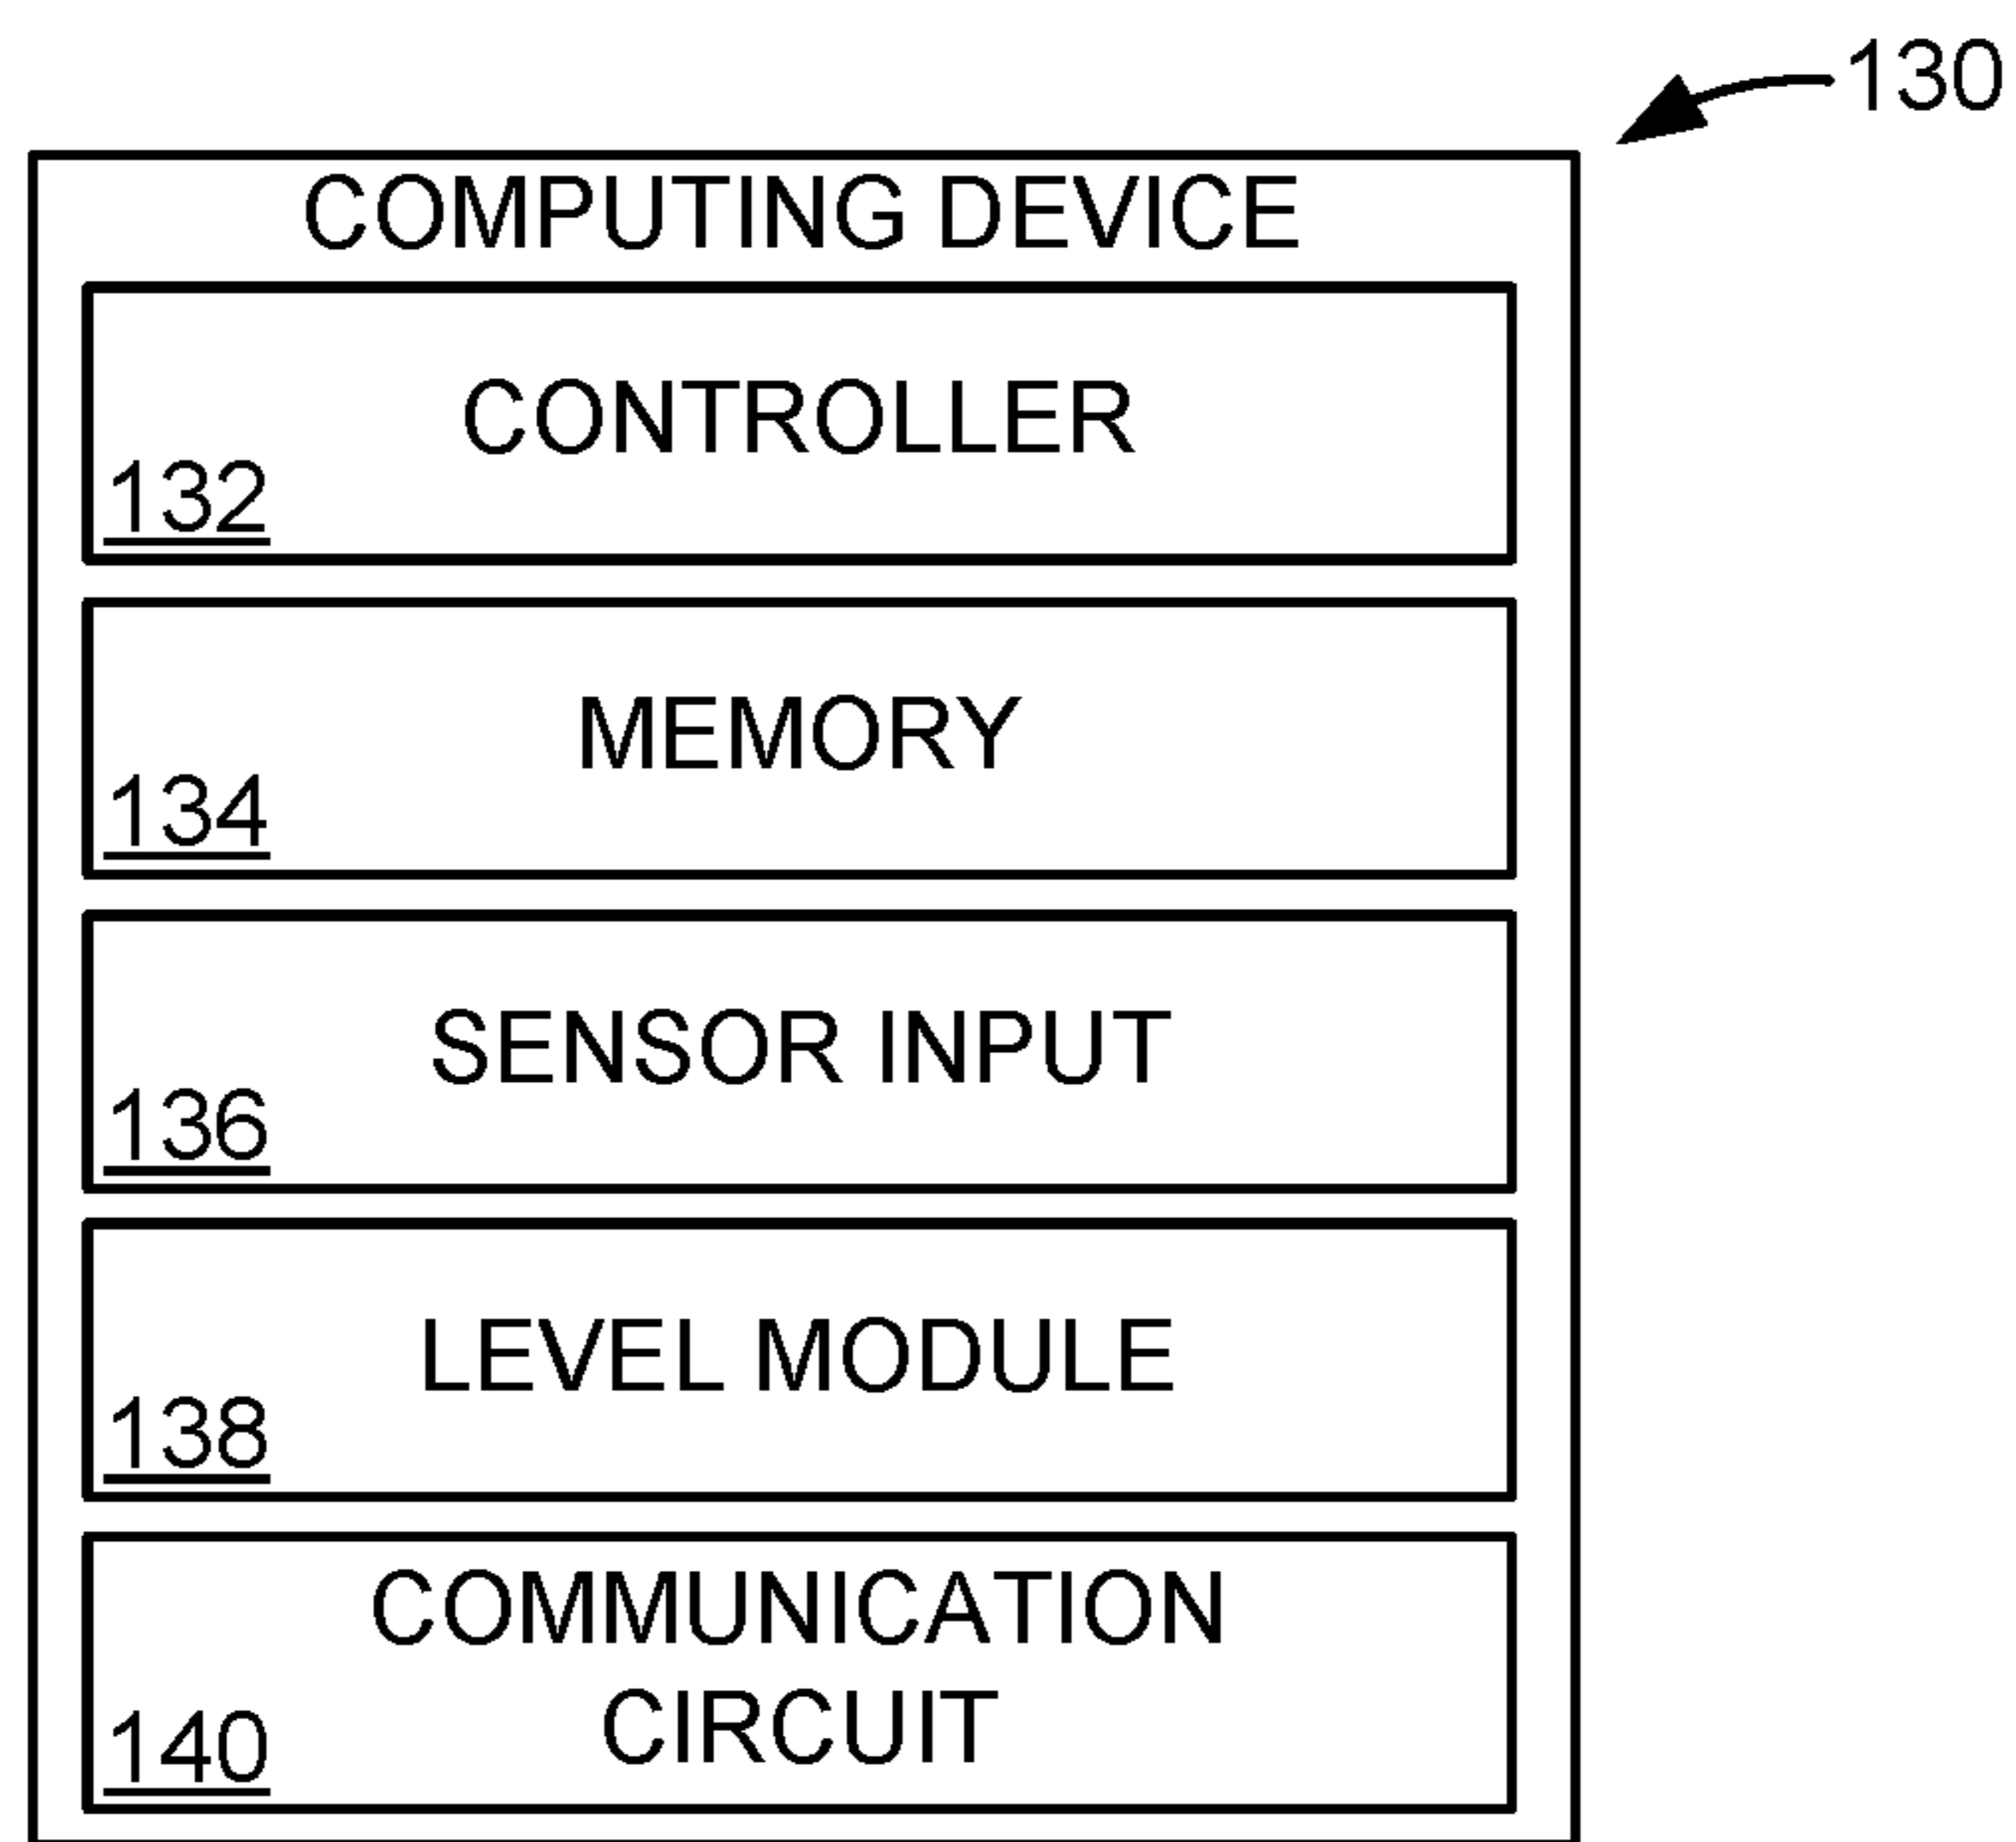 130
COMPUTING DEVICE
CONTROLLER
132
MEMORY
134
SENSOR INPUT
136
LEVEL MODULE
138
COMMUNICATION
CIRCUIT
140